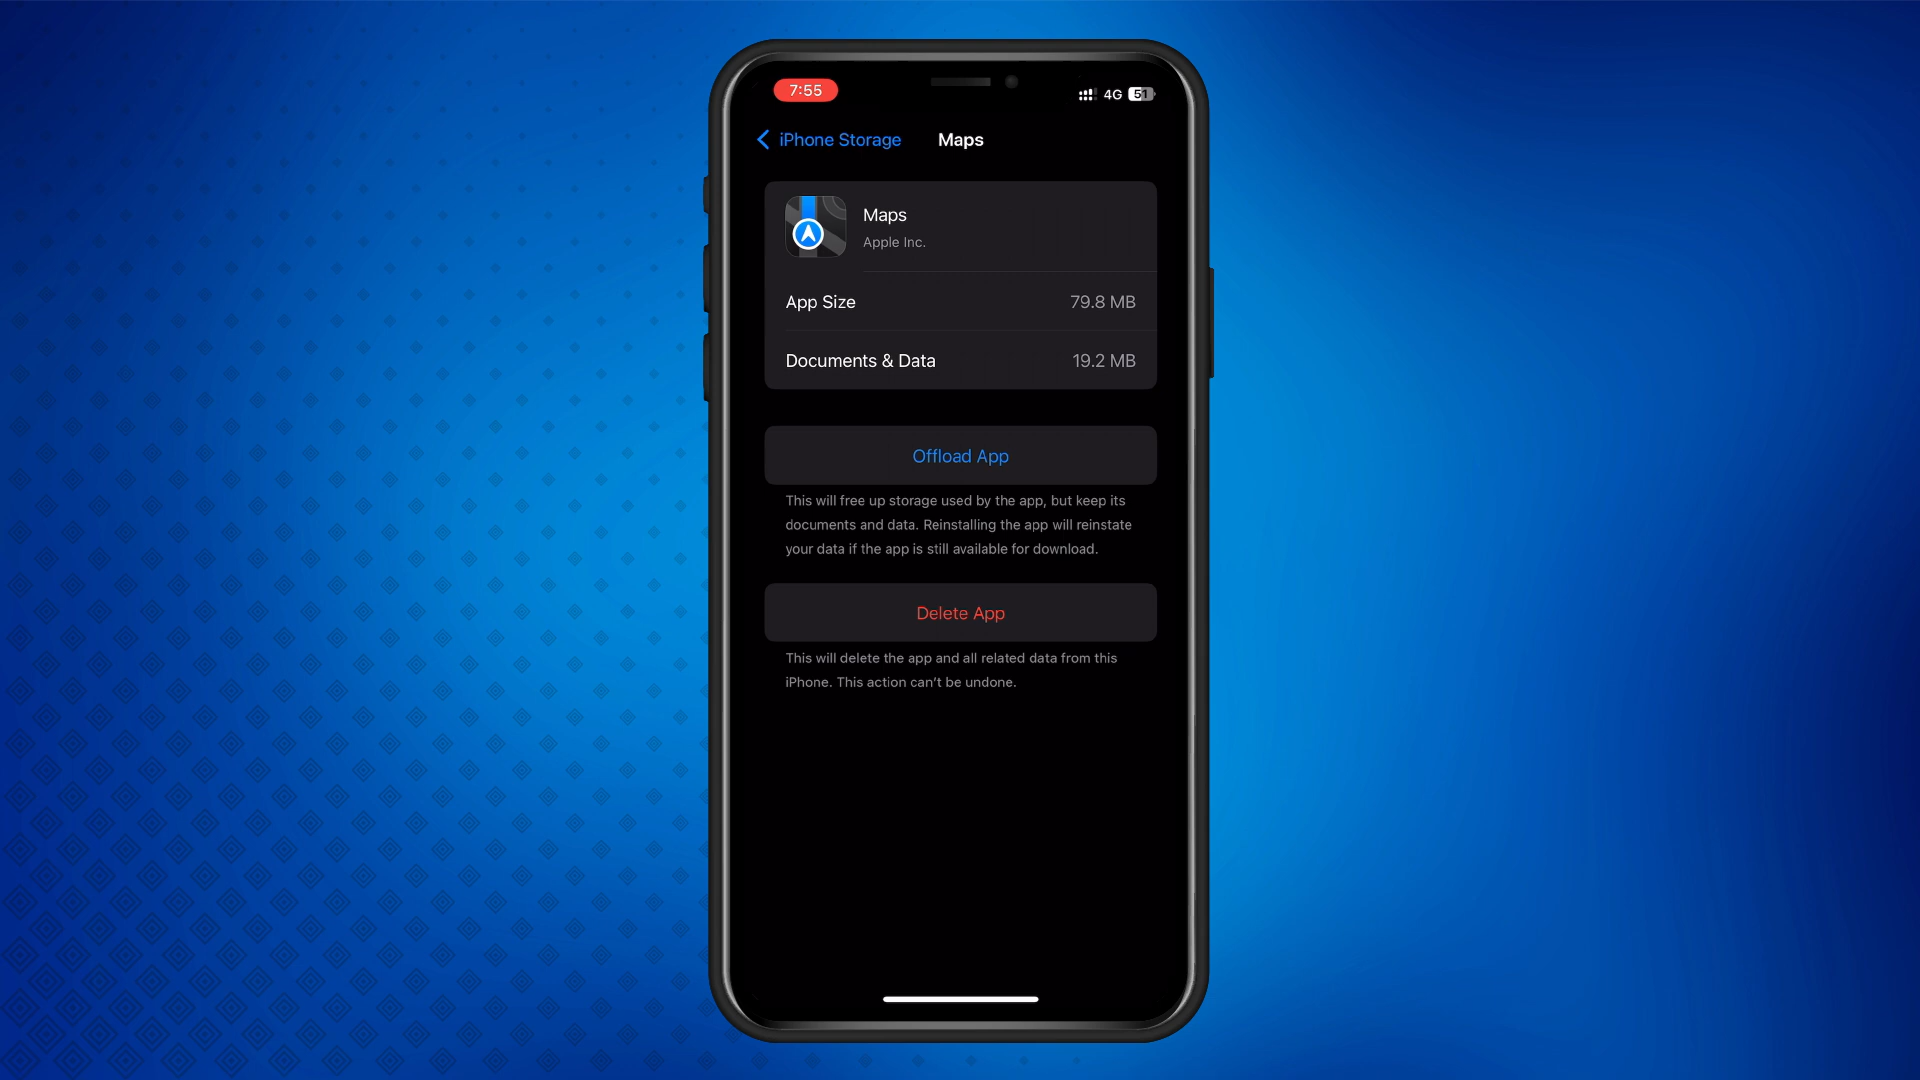 7:55
4G 51
iPhone Storage Maps
Maps
Apple Inc.
App Size 79.8 MB
Documents & Data 19.2 MB
Offload App
This will free up storage used by the app, but keep its
documents and data. Reinstalling the app will reinstate
your data if the app is still available for download.
Delete App
This will delete the app and all related data from this
iPhone. This action can't be undone.